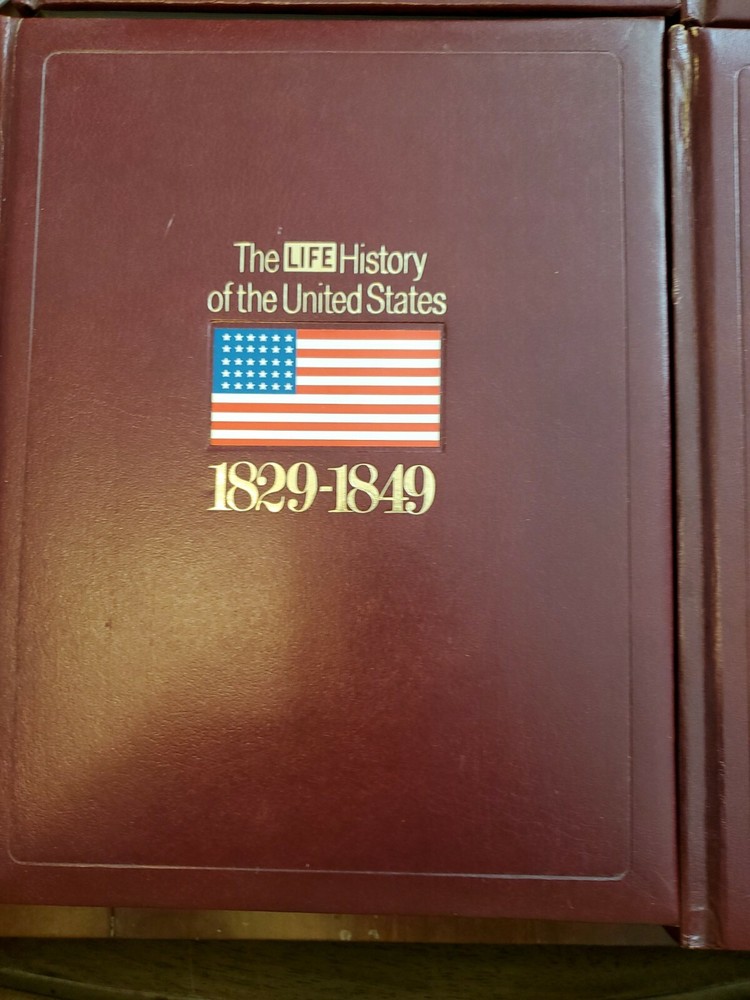 The LIFE History
of the United States
1829-1849